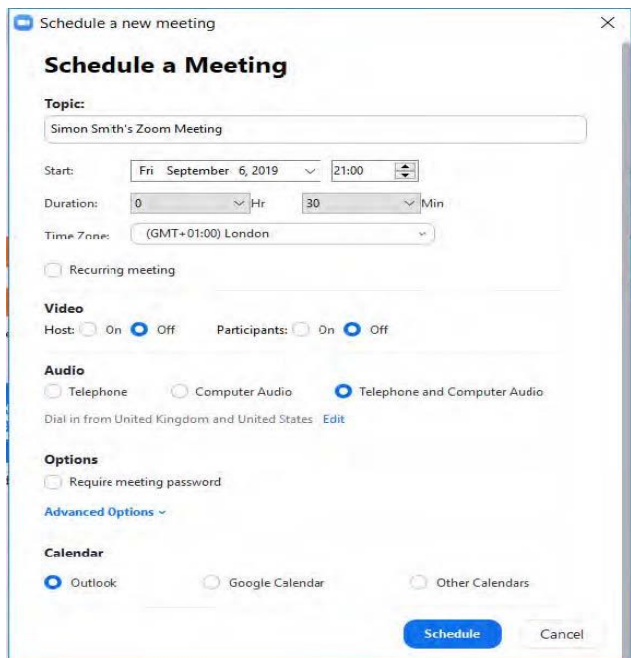 Schedule a new meeting
Schedule a Meeting
Topic:
Simon Smith's Zoom Meeting
Start: Fri September 6, 2019 21:00
Duration: 0 Hr 30 Min
Time Zone: (GMT+01:00) London
Recurring meeting
Video
Host: On Off Participants: On Off
Audio
Telephone Computer Audio Telephone and Computer Audio
Dial in from United Kingdom and United States Edit
Options
Require meeting password
Advanced Options
Calendar
Outlook Google Calendar Other Calendars
Schedule Cancel